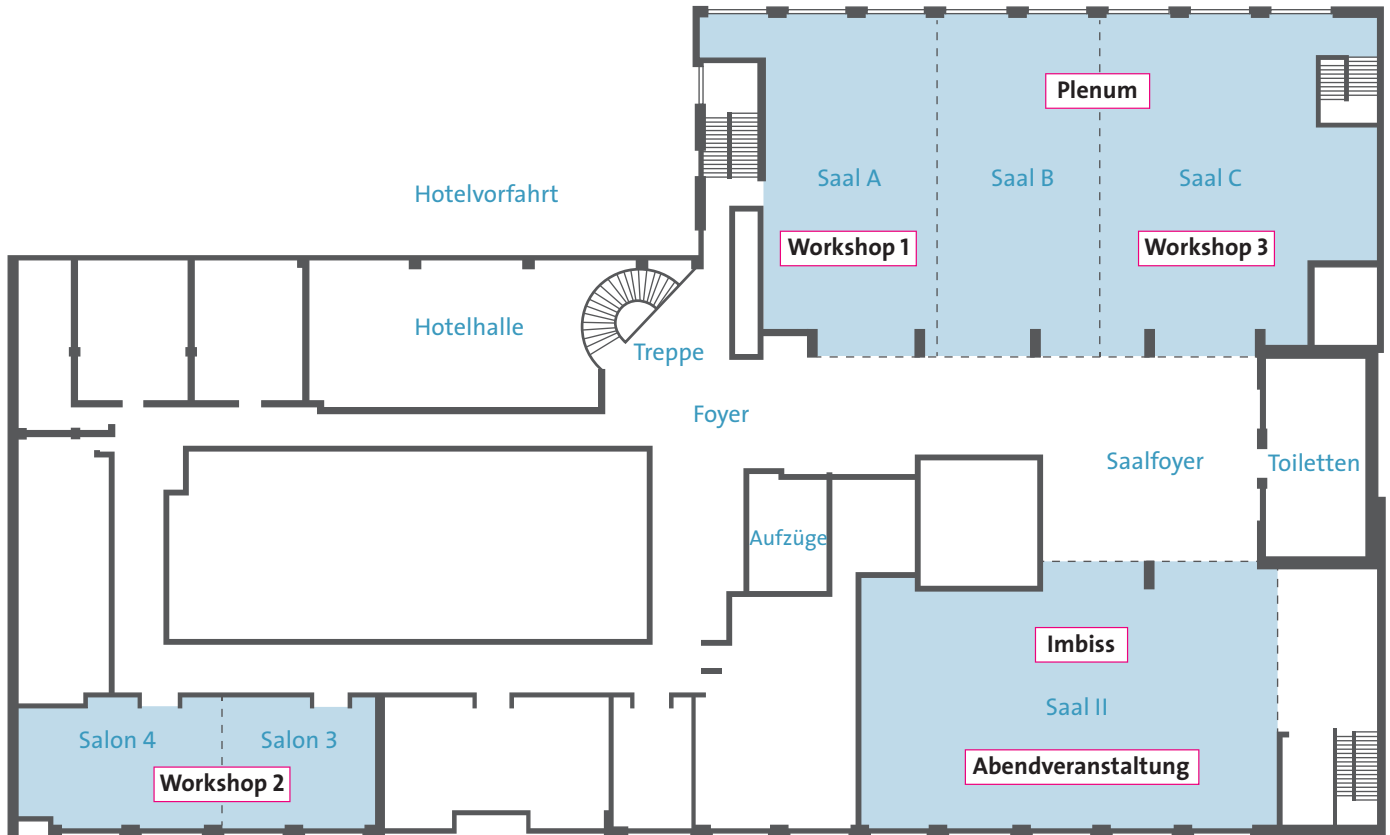 Plenum
Saal A
Saal B
Saal C
Hotelvorfahrt
Workshop 1
Workshop 3
Hotelhalle
Treppe
Foyer
Saalfoyer
Toiletten
Aufzüge
Imbiss
Saal II
Salon 4
Salon 3
Abendveranstaltung
Workshop 2